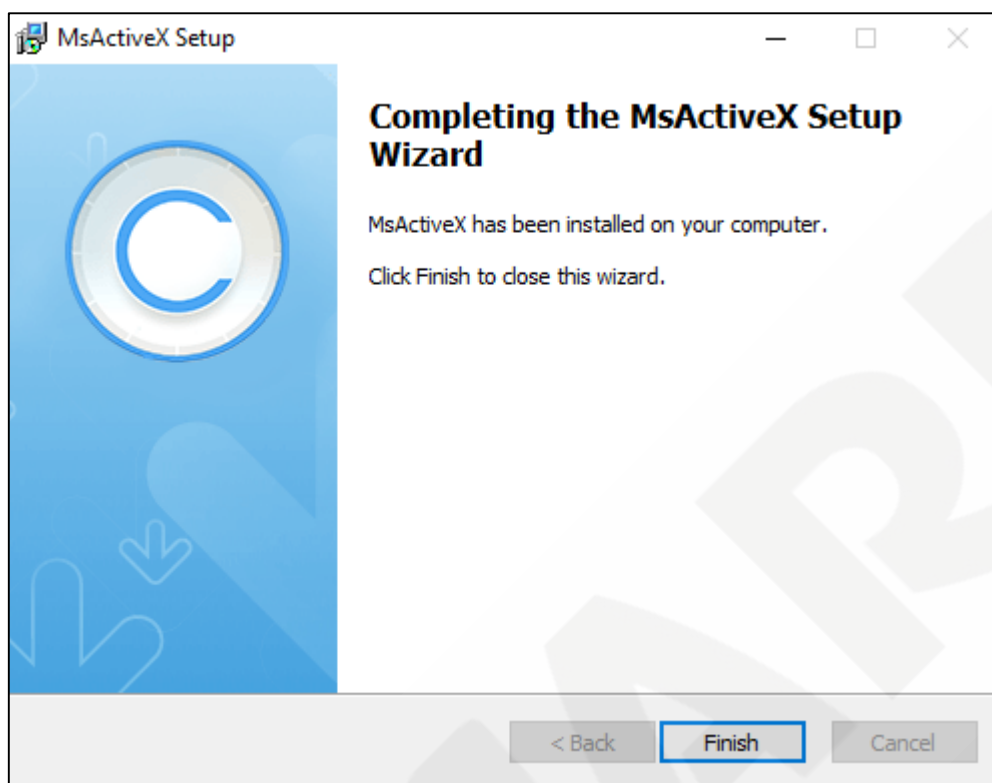 MsActiveX Setup
Completing the MsActiveX Setup
Wizard
MsActiveX has been installed on your computer.
Click Finish to close this wizard.
< Back
Finish
Cancel